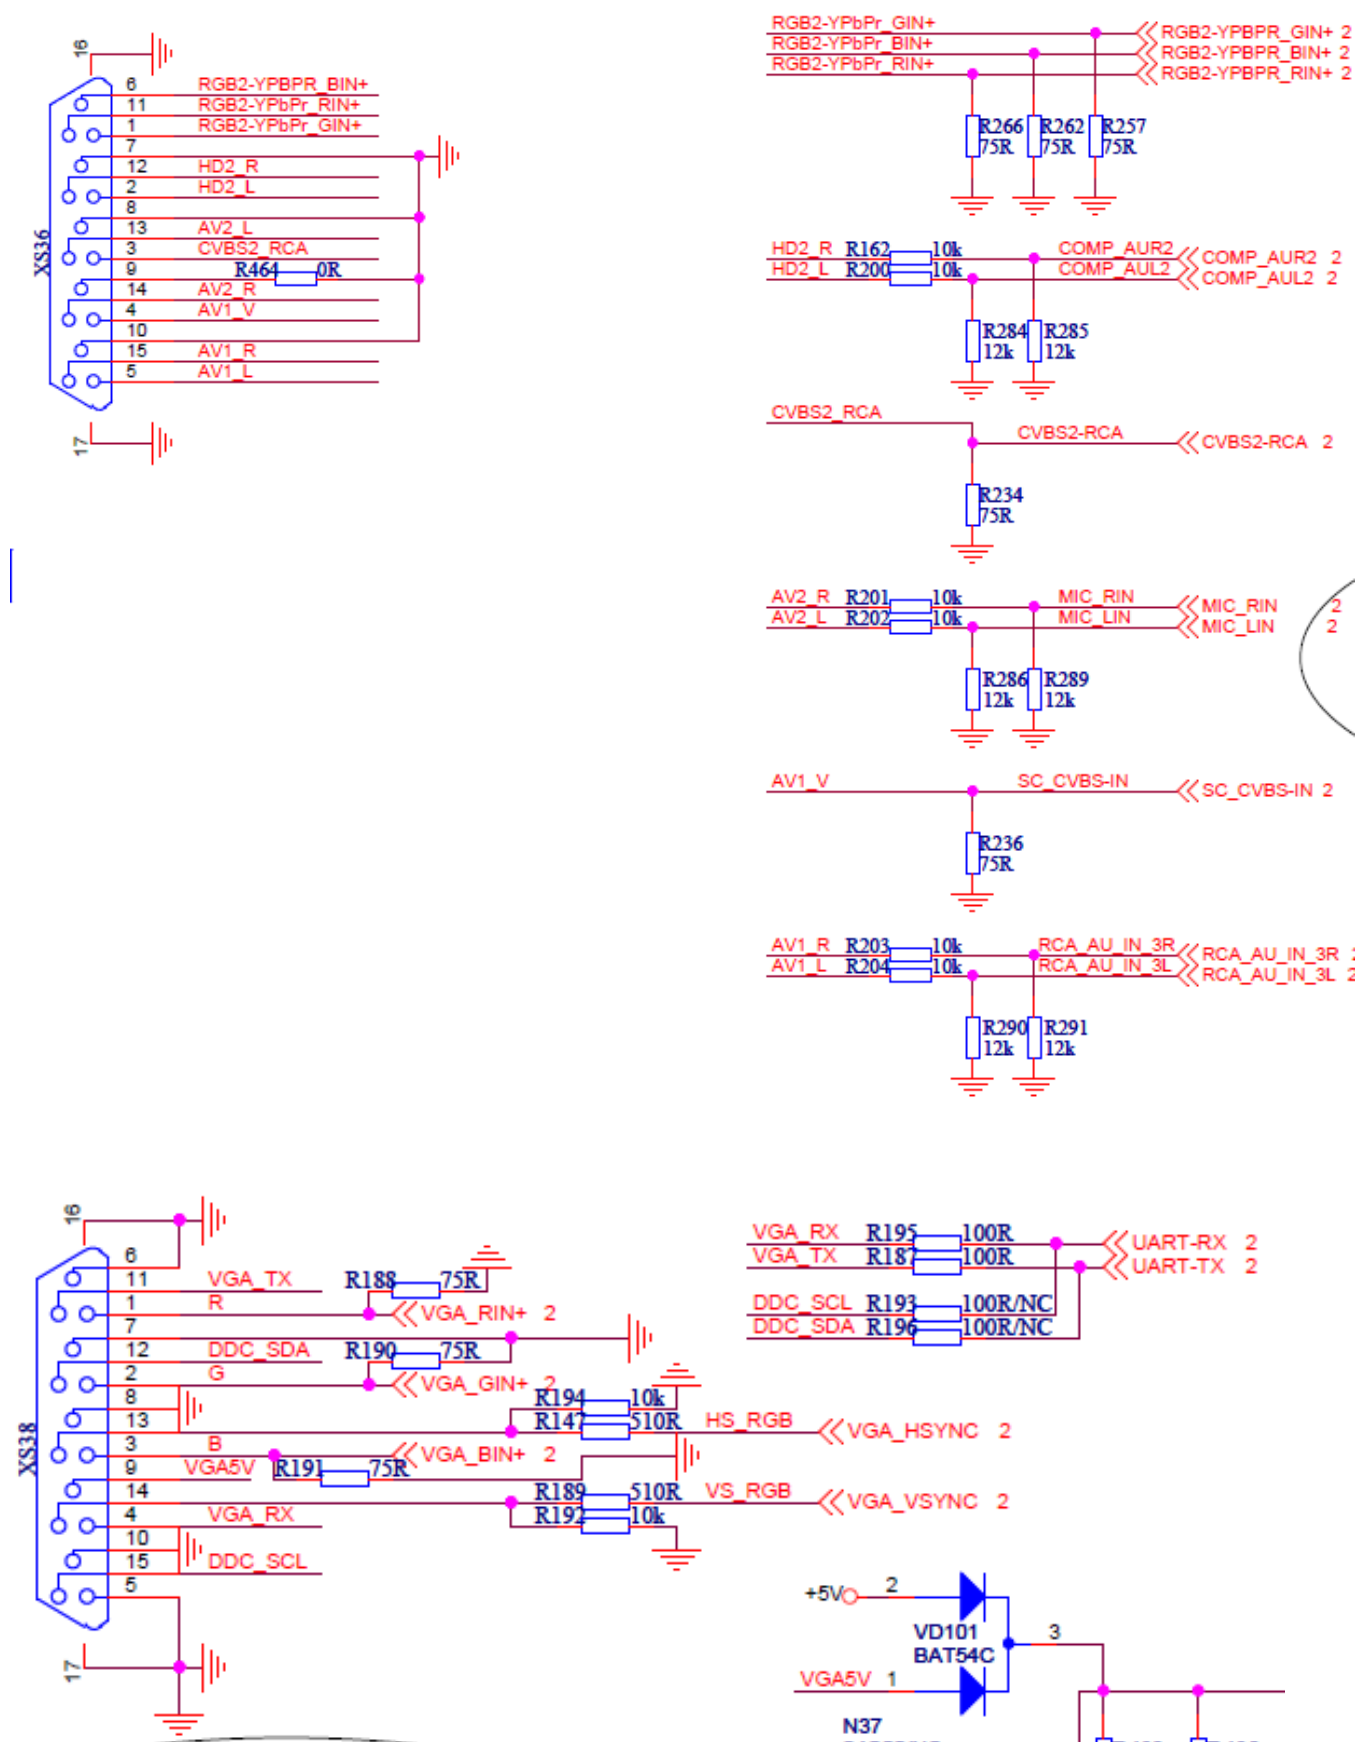 16
6 RGB2-YPBPR_BIN+
11 RGB2-YPbPr_RIN+
1 RGB2-YPbPr_GIN+
7
12 HD2_R
2 HD2_L
8
13 AV2_L
3 CVBS2_RCA
9 R464 0R
14 AV2_R
4 AV1_V
10
15 AV1_R
5 AV1_L
XS36
17
RGB2-YPbPr_GIN+ RGB2-YPBPR_GIN+ 2
RGB2-YPbPr_BIN+ RGB2-YPBPR_BIN+ 2
RGB2-YPbPr_RIN+ RGB2-YPBPR_RIN+ 2
R266 R262 R257
75R 75R 75R
HD2_R R162 10k COMP_AUR2 COMP_AUR2 2
HD2_L R200 10k COMP_AUL2 COMP_AUL2 2
R284 R285
12k 12k
CVBS2_RCA
CVBS2-RCA CVBS2-RCA 2
R234
75R
AV2_R R201 10k MIC_RIN MIC_RIN 2
AV2_L R202 10k MIC_LIN MIC_LIN 2
R286 R289
12k 12k
AV1_V SC_CVBS-IN SC_CVBS-IN 2
R236
75R
AV1_R R203 10k RCA_AU_IN_3R RCA_AU_IN_3R 2
AV1_L R204 10k RCA_AU_IN_3L RCA_AU_IN_3L 2
R290 R291
12k 12k
16
6
11 VGA_TX R188 75R
1 R VGA_RIN+ 2
7
12 DDC_SDA R190 75R
2 G VGA_GIN+ 2
8 R194 10k
13 R147 510R HS_RGB VGA_HSYNC 2
3 B VGA_BIN+ 2
9 VGA5V R191 75R
14 R189 510R VS_RGB VGA_VSYNC 2
4 VGA_RX R192 10k
10
15 DDC_SCL
5
XS38
17
VGA_RX R195 100R UART-RX 2
VGA_TX R187 100R UART-TX 2
DDC_SCL R193 100R/NC
DDC_SDA R196 100R/NC
+5V 2
VD101 3
BAT54C
VGA5V 1
N37